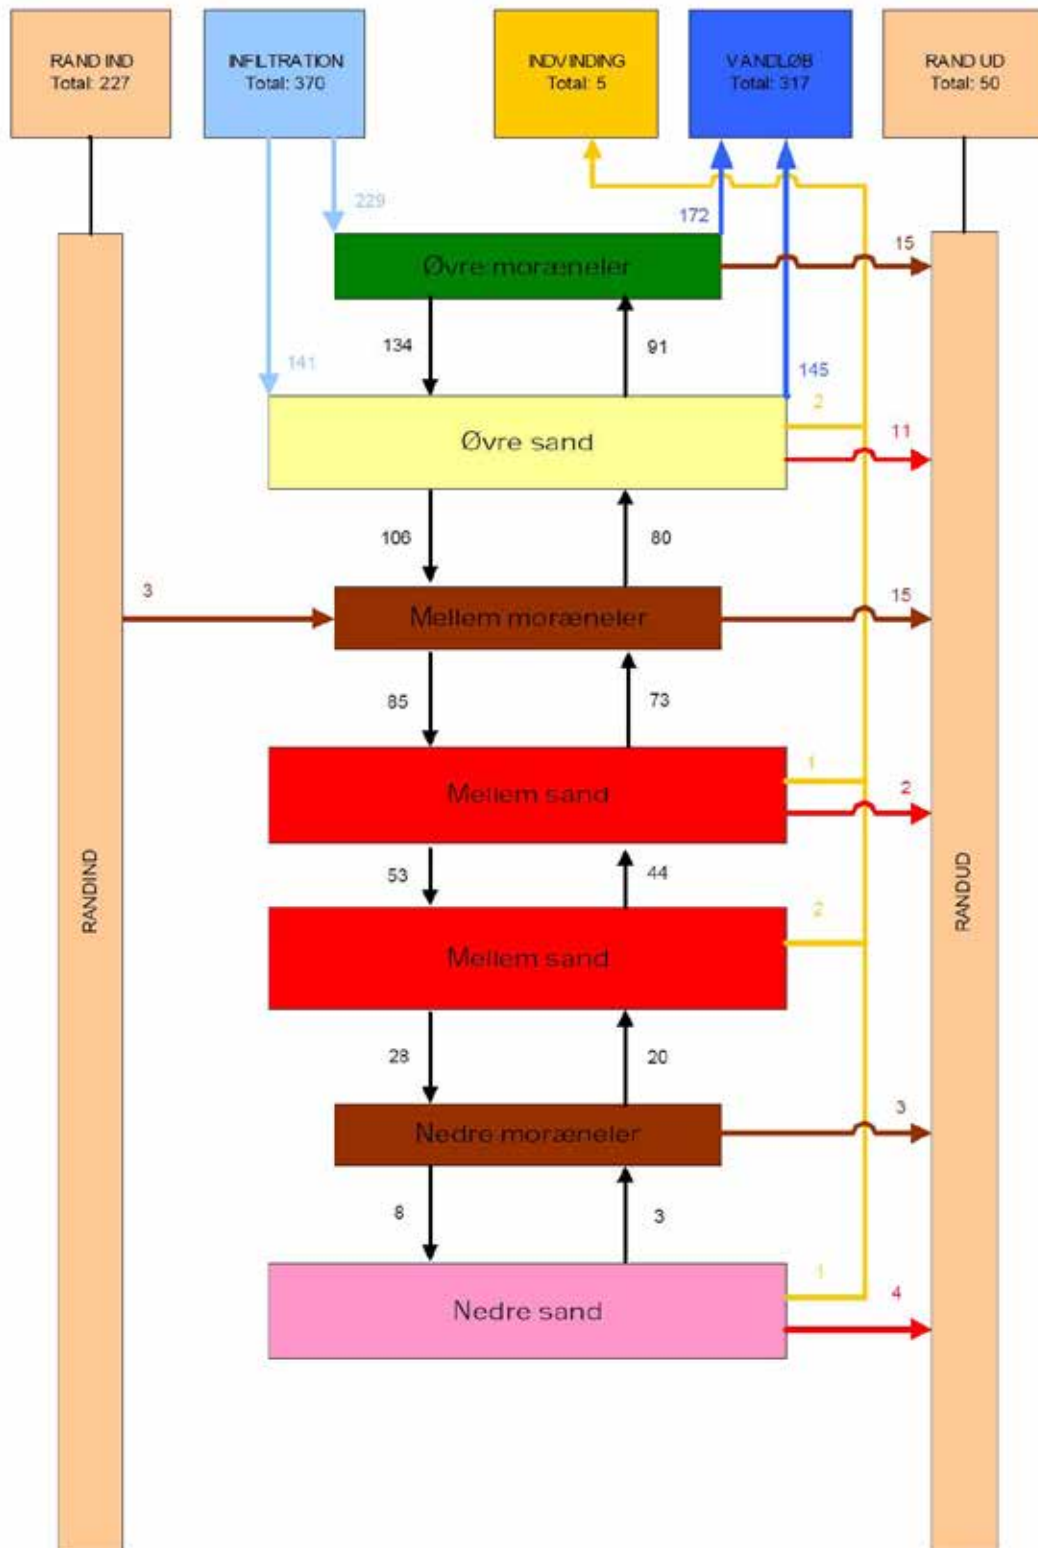 RAND IND
Total: 227
INFILTRATION
Total: 370
INDVINDING
Total: 5
VANDLØB
Total: 317
RAND UD
Total: 50
229
172
15
Øvre moræneler
134
91
141
145
2
11
Øvre sand
106
80
3
15
Mellem moræneler
85
73
1
2
Mellem sand
53
44
2
Mellem sand
28
20
3
Nedre moræneler
8
3
1
4
Nedre sand
RANDIND
RANDUD